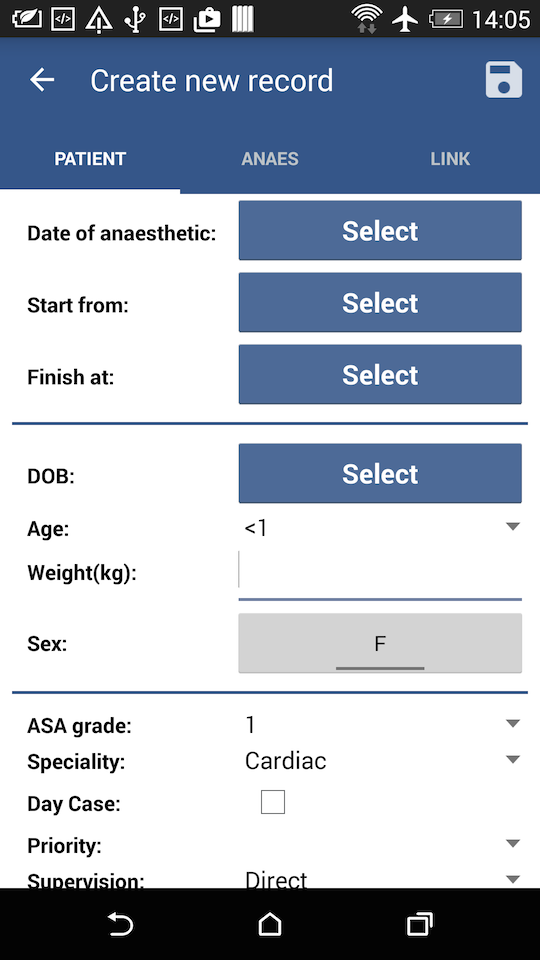 14:05
Create new record
PATIENT ANAES LINK
Date of anaesthetic: Select
Start from: Select
Finish at: Select
DOB: Select
Age: <1
Weight(kg):
Sex: F
ASA grade: 1
Speciality: Cardiac
Day Case:
Priority:
Supervision: Direct